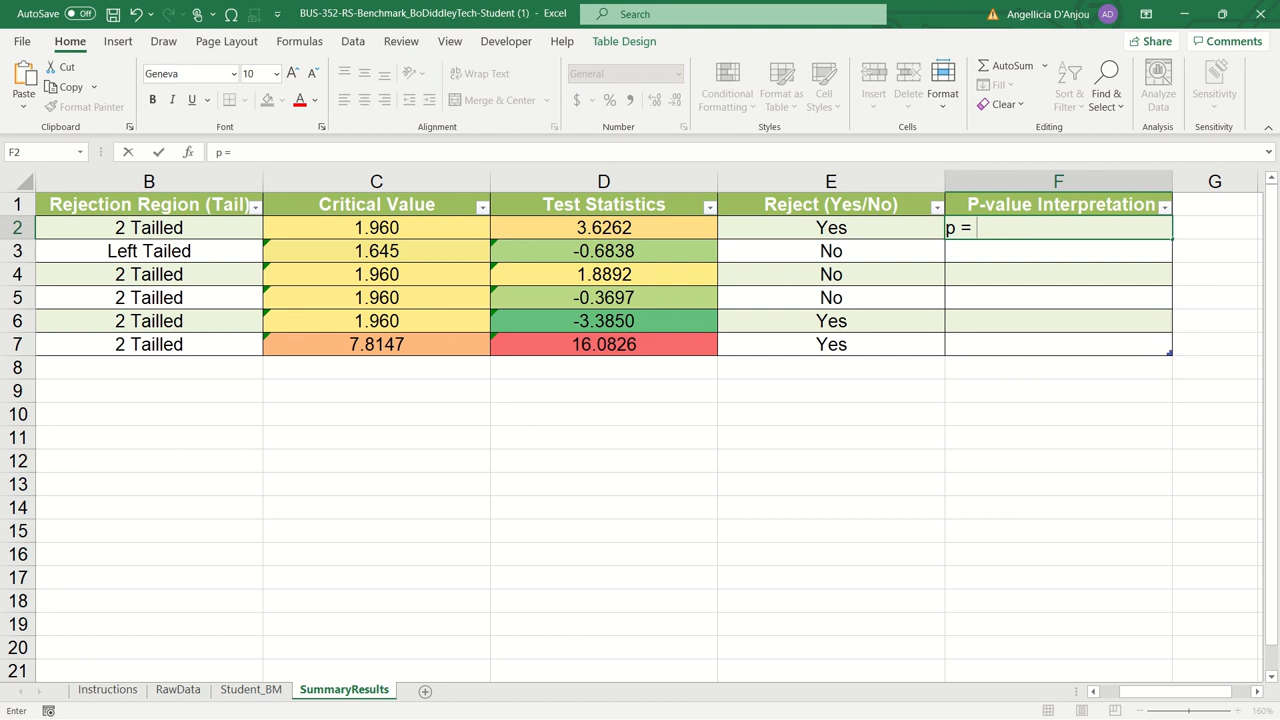 AutoSave Off BUS-352-RS-Benchmark_BoDiddleyTech-Student (1) - Excel Search Angellicia D'Anjou AD
File Home Insert Draw Page Layout Formulas Data Review View Developer Help Table Design Share Comments
Paste Cut Copy Format Painter Clipboard
Geneva 10 B I U A Font
Wrap Text Merge & Center Alignment
General $ % Number
Conditional Formatting Format as Table Cell Styles Styles
Insert Delete Format Cells
AutoSum Fill Clear Sort & Filter Find & Select Editing
Analyze Data Analysis
Sensitivity Sensitivity
F2 fx p =
B C D E F G
1 Rejection Region (Tail) Critical Value Test Statistics Reject (Yes/No) P-value Interpretation
2 2 Tailled 1.960 3.6262 Yes p =
3 Left Tailed 1.645 -0.6838 No
4 2 Tailled 1.960 1.8892 No
5 2 Tailled 1.960 -0.3697 No
6 2 Tailled 1.960 -3.3850 Yes
7 2 Tailled 7.8147 16.0826 Yes
8
9
10
11
12
13
14
15
16
17
18
19
20
21
Instructions RawData Student_BM SummaryResults
Enter 160%